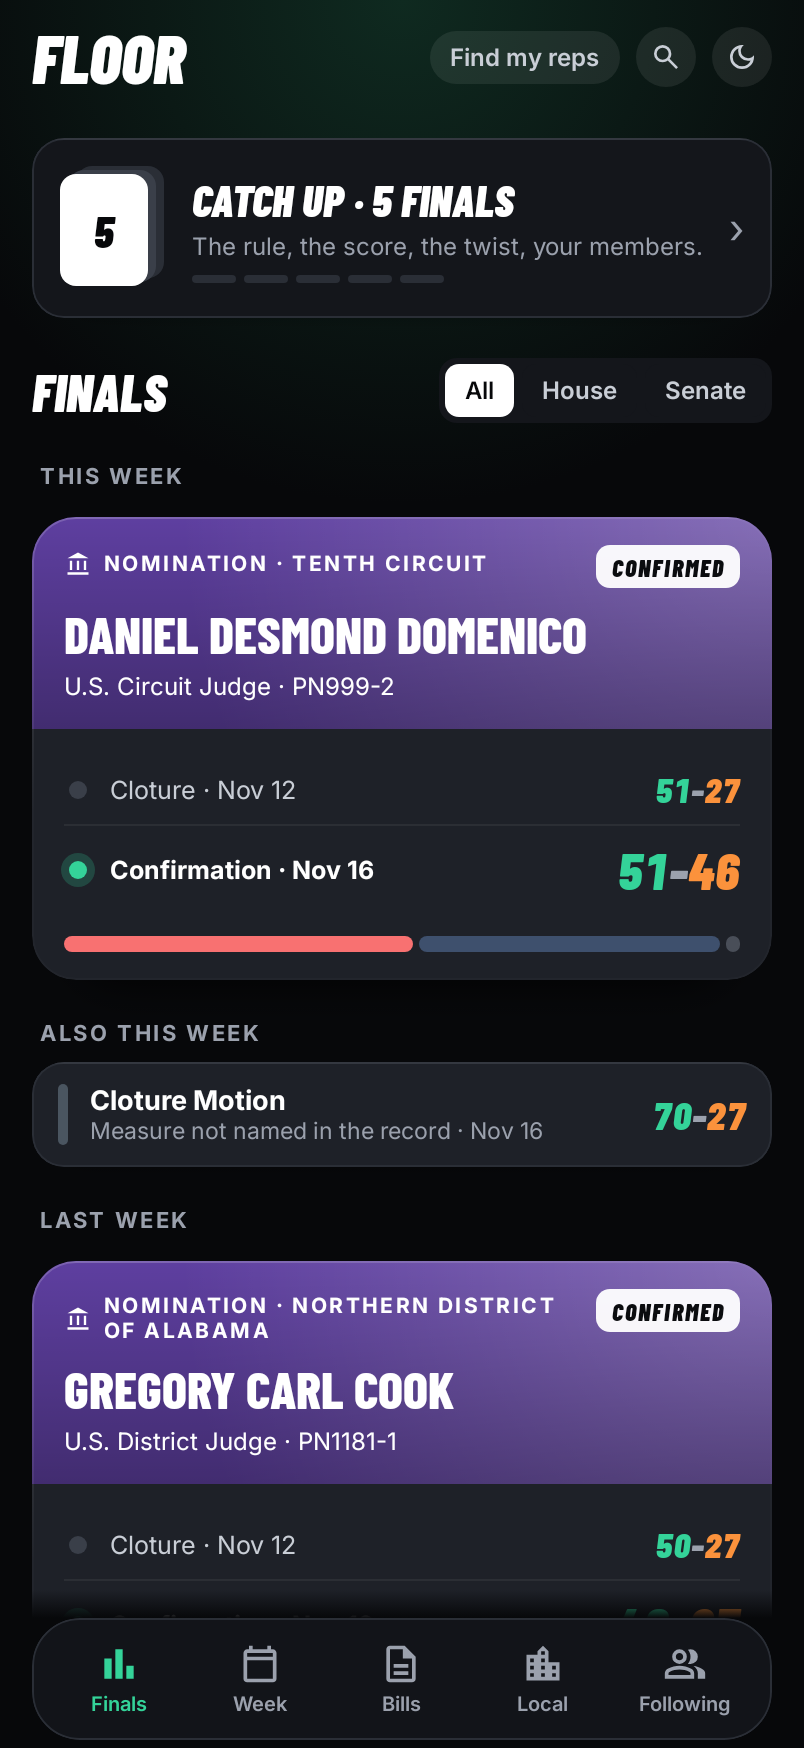 FLOOR
Find my reps
5
CATCH UP · 5 FINALS
The rule, the score, the twist, your members.
FINALS
All
House
Senate
THIS WEEK
NOMINATION · TENTH CIRCUIT
CONFIRMED
DANIEL DESMOND DOMENICO
U.S. Circuit Judge · PN999-2
Cloture · Nov 12
51-27
Confirmation · Nov 16
51-46
ALSO THIS WEEK
Cloture Motion
Measure not named in the record · Nov 16
70-27
LAST WEEK
NOMINATION · NORTHERN DISTRICT
OF ALABAMA
CONFIRMED
GREGORY CARL COOK
U.S. District Judge · PN1181-1
Cloture · Nov 12
50-27
Finals
Week
Bills
Local
Following